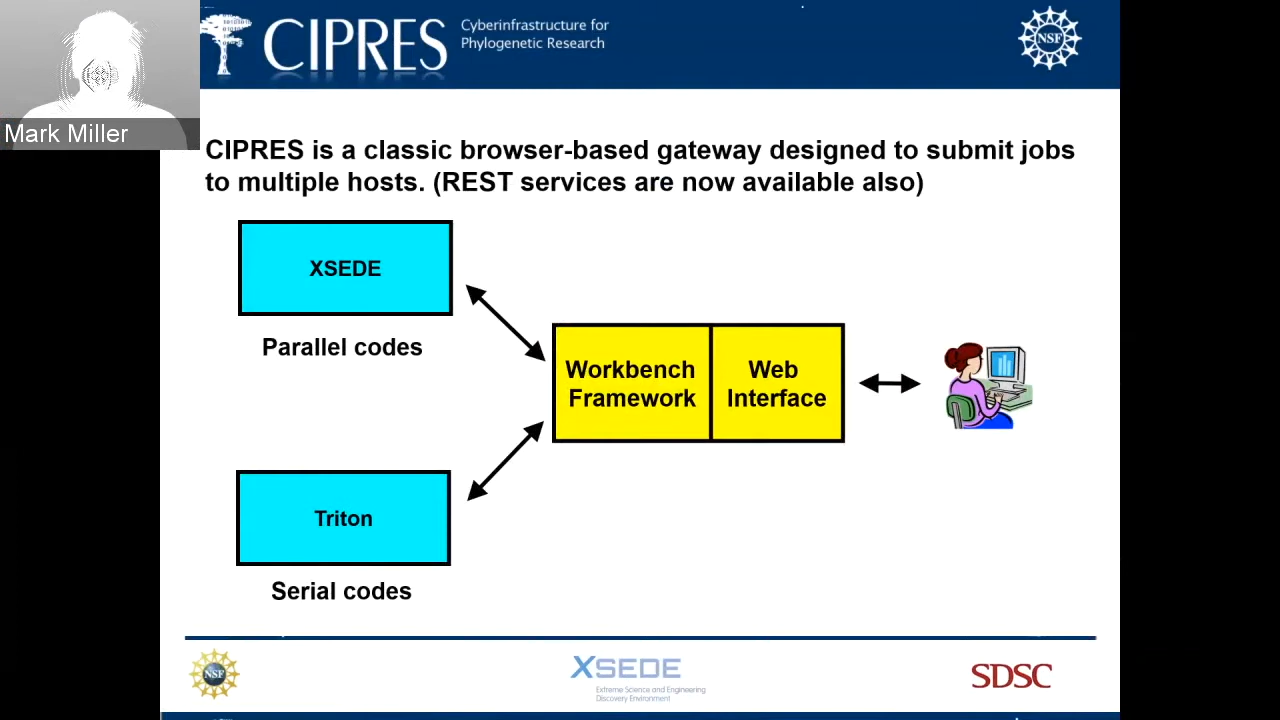 CIPRES
Cyberinfrastructure for
Phylogenetic Research
NSF
Mark Miller
CIPRES is a classic browser-based gateway designed to submit jobs
to multiple hosts. (REST services are now available also)
XSEDE
Parallel codes
Workbench
Framework
Web
Interface
Triton
Serial codes
NSF
XSEDE
Extreme Science and Engineering
Discovery Environment
SDSC